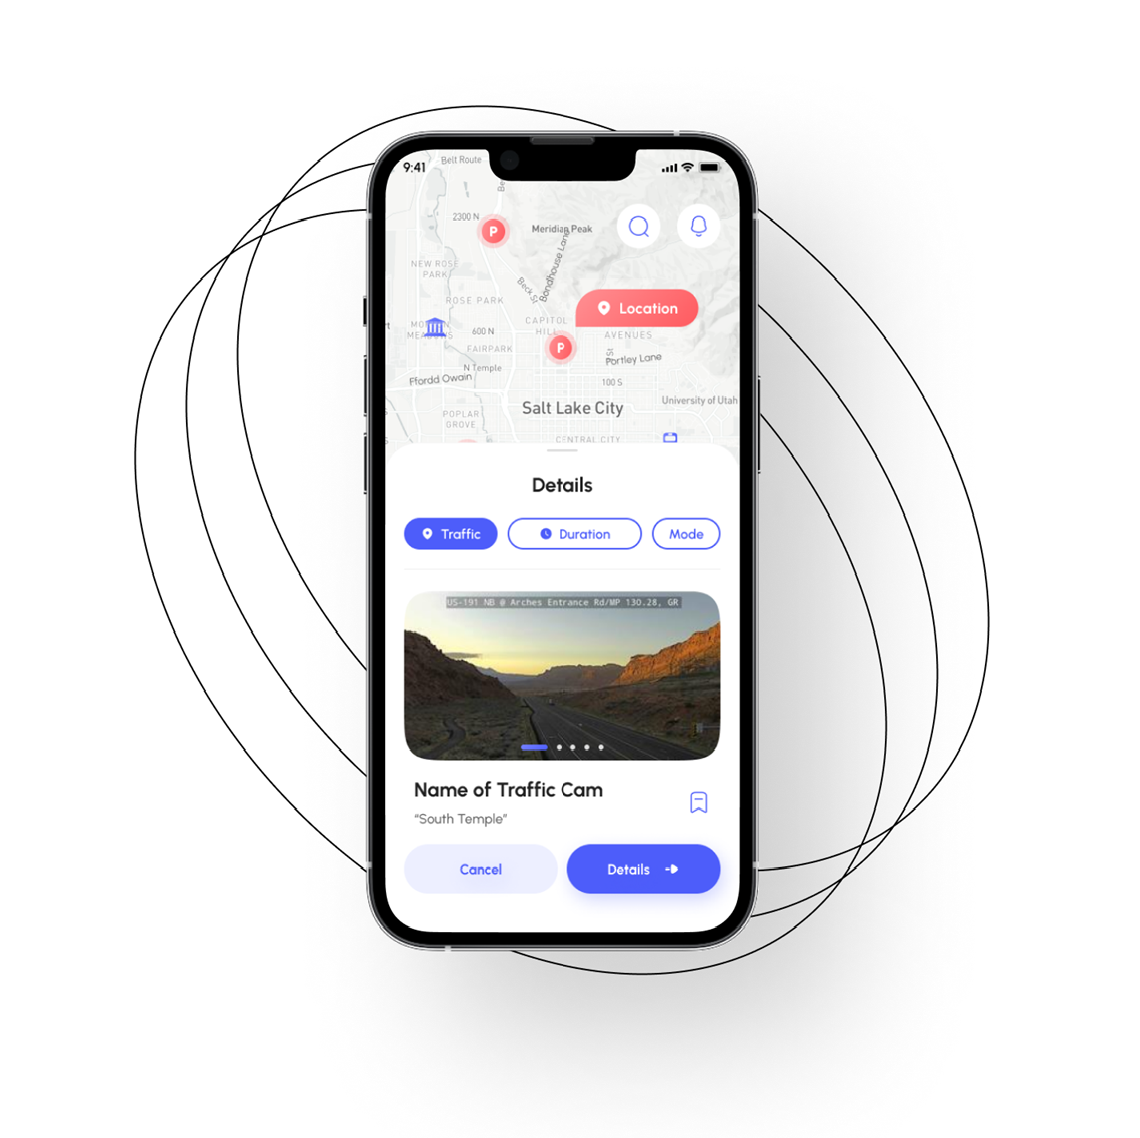 9:41
Belt Route
Be
2300 N
P
Meridian Peak
Bondhouse Lane
NEW ROSE
PARK
Beck St
ROSE PARK
Location
CAPITOL
HILL
600 N
AVENUES
FAIRPARK
P
St
Portley Lane
N Temple
Ffordd Owain
100 S
University of Utah
Salt Lake City
POPLAR
GROVE
CENTRAL CITY
Details
Traffic
Duration
Mode
US-191 NB @ Arches Entrance Rd/MP 130.28, GR
Name of Traffic Cam
“South Temple”
Cancel
Details